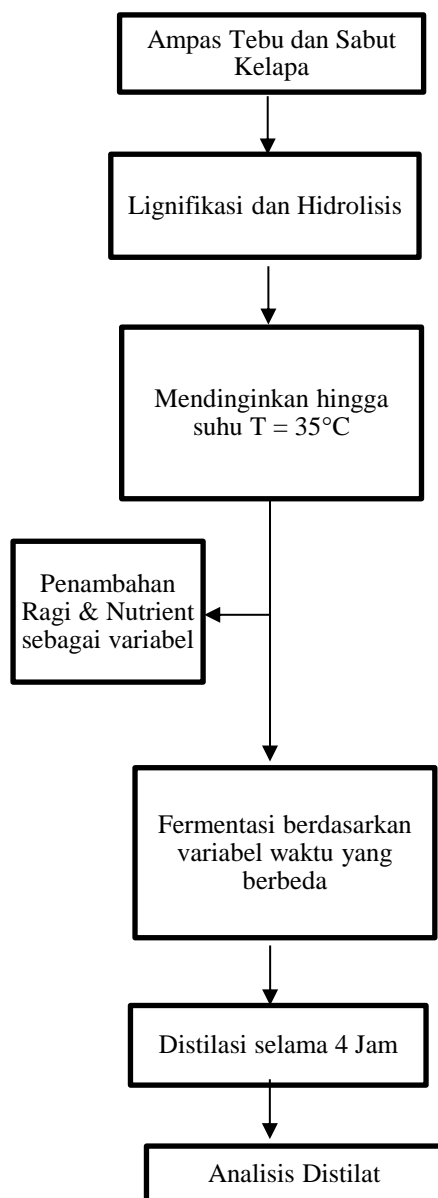 Ampas Tebu dan Sabut
Kelapa
Lignifikasi dan Hidrolisis
Mendinginkan hingga
suhu T = 35°C
Penambahan
Ragi & Nutrient
sebagai variabel
Fermentasi berdasarkan
variabel waktu yang
berbeda
Distilasi selama 4 Jam
Analisis Distilat